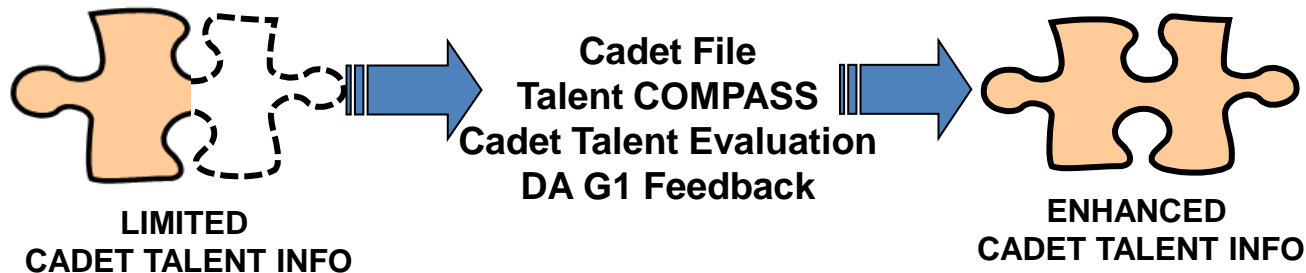 LIMITED
CADET TALENT INFO
Cadet File
Talent COMPASS
Cadet Talent Evaluation
DA G1 Feedback
ENHANCED
CADET TALENT INFO